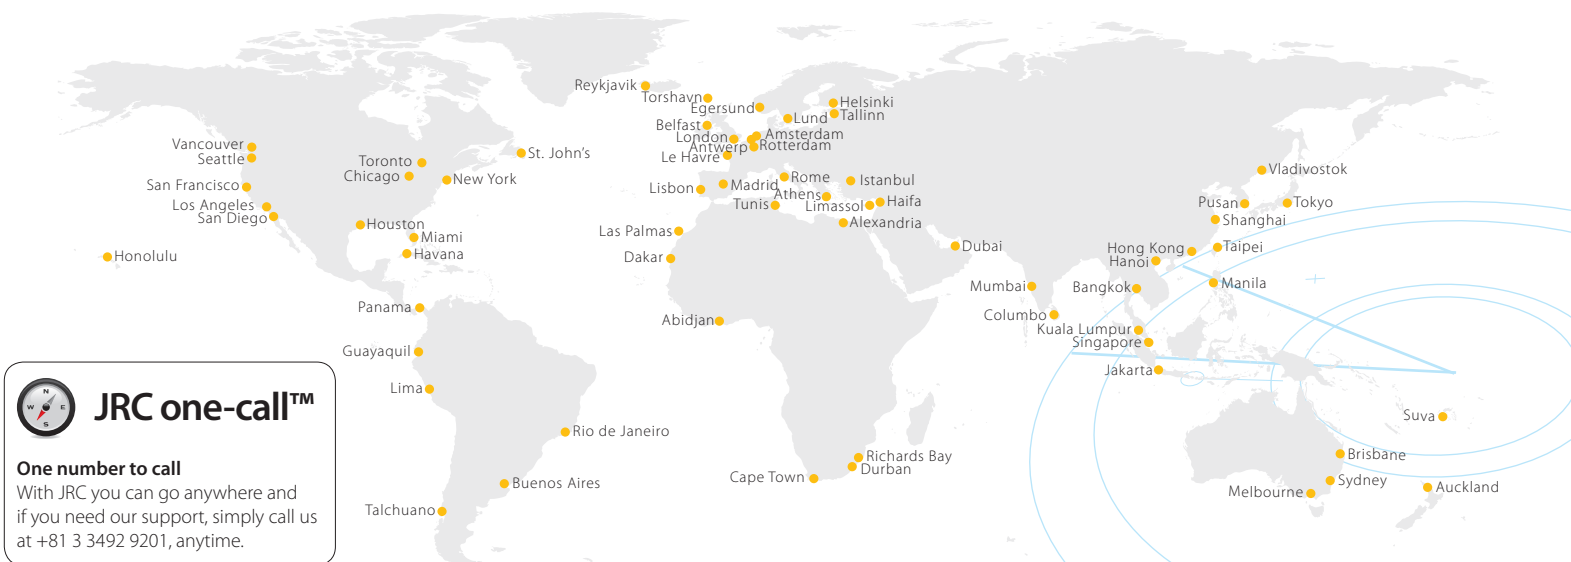 Reykjavik
Torshavn
Egersund
Helsinki
Tallinn
Lund
Belfast
London
Amsterdam
Antwerp
Rotterdam
Le Havre
Vancouver
Seattle
Toronto
Chicago
St. John's
New York
San Francisco
Los Angeles
San Diego
Lisbon
Madrid
Rome
Istanbul
Athens
Tunis
Limassol
Haifa
Alexandria
Vladivostok
Pusan
Tokyo
Shanghai
Houston
Miami
Havana
Honolulu
Las Palmas
Dakar
Dubai
Hong Kong
Taipei
Hanoi
Mumbai
Bangkok
Manila
Columbo
Panama
Abidjan
Kuala Lumpur
Singapore
Guayaquil
Jakarta
Lima
Suva
Rio de Janeiro
Brisbane
Richards Bay
Durban
Cape Town
Buenos Aires
Sydney
Melbourne
Auckland
Talchuano
N
W E
S
JRC one-call™
One number to call
With JRC you can go anywhere and
if you need our support, simply call us
at +81 3 3492 9201, anytime.